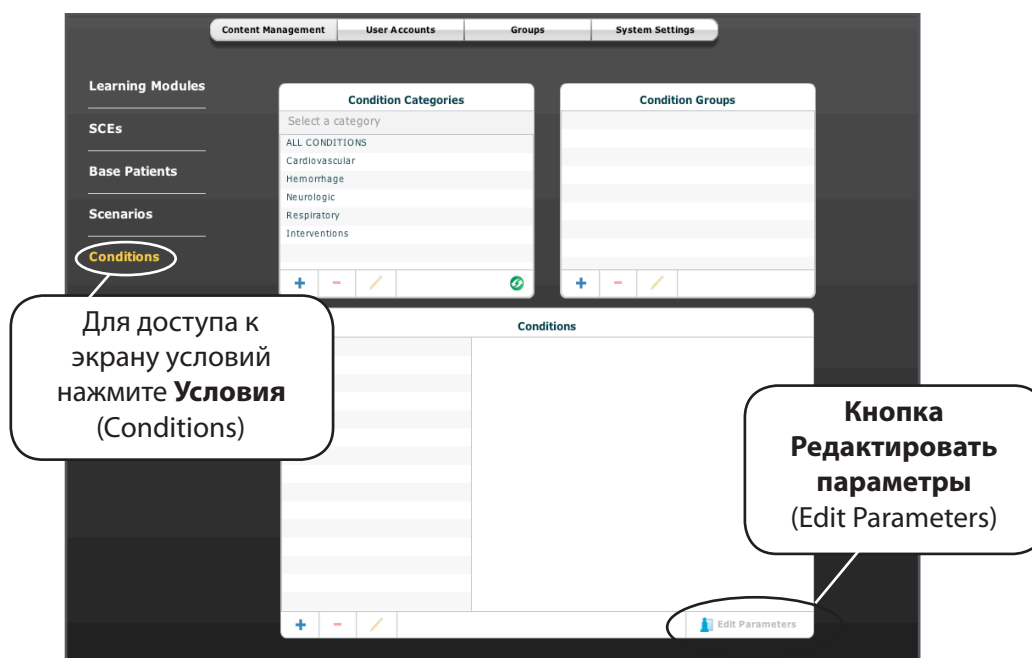 Content Management
User Accounts
Groups
System Settings
Learning Modules
SCEs
Base Patients
Scenarios
Conditions
Condition Categories
Select a category
ALL CONDITIONS
Cardiovascular
Hemorrhage
Neurologic
Respiratory
Interventions
Condition Groups
Conditions
Для доступа к
экрану условий
нажмите Условия
(Conditions)
Кнопка
Редактировать
параметры
(Edit Parameters)
Edit Parameters